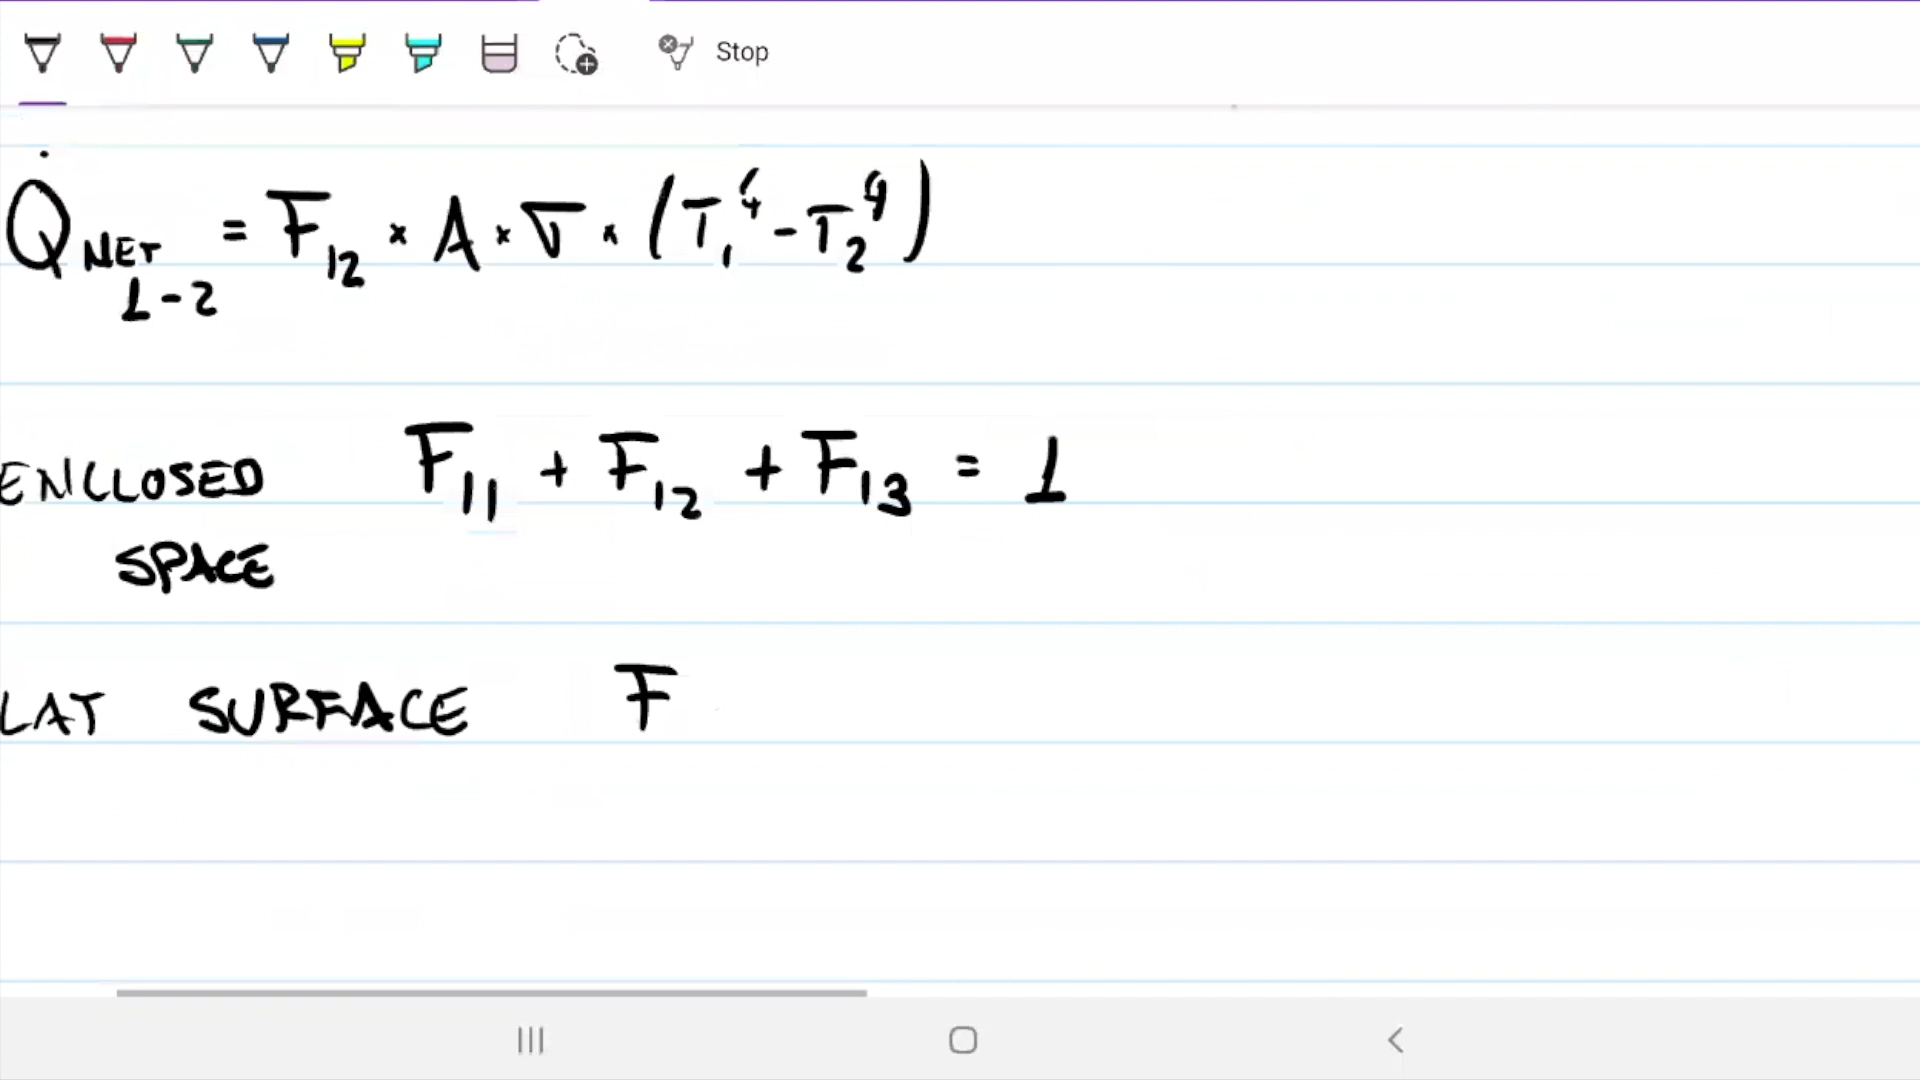 Stop
Q̇ NET 1-2 = F₁₂ × A × σ × (T₁⁴ - T₂⁴)
ENCLOSED F₁₁ + F₁₂ + F₁₃ = 1
SPACE
LAT SURFACE F